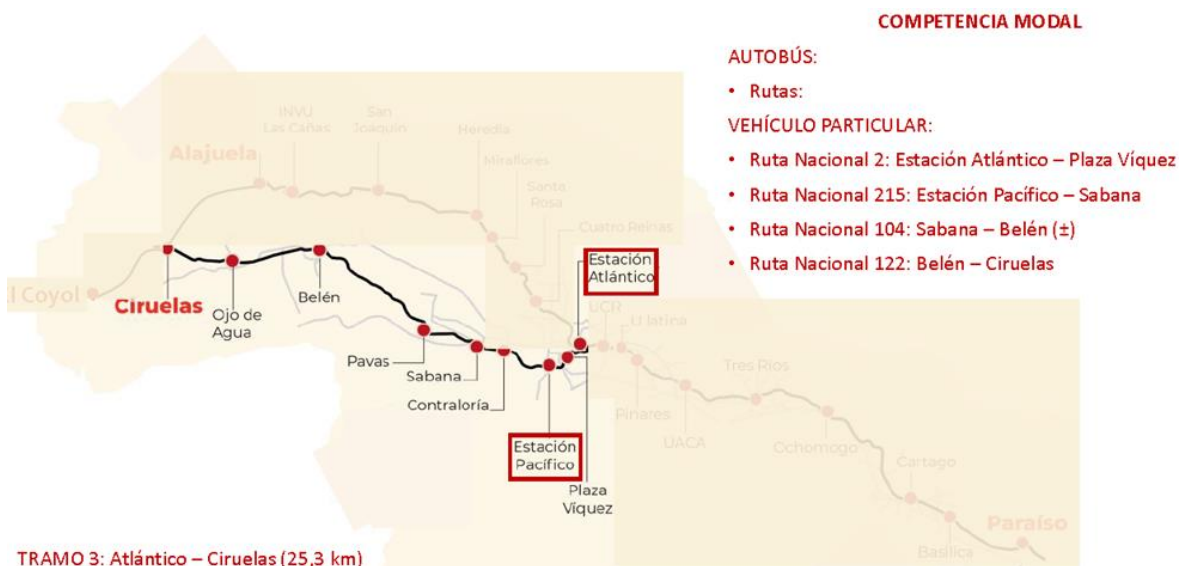 COMPETENCIA MODAL
AUTOBÚS:
• Rutas:
VEHÍCULO PARTICULAR:
• Ruta Nacional 2: Estación Atlántico – Plaza Víquez
• Ruta Nacional 215: Estación Pacífico – Sabana
• Ruta Nacional 104: Sabana – Belén (±)
• Ruta Nacional 122: Belén – Ciruelas
INVU
Las Cañas
San
Joaquín
Heredia
Alajuela
Miraflores
Santa
Rosa
Cuatro Reinas
Estación
Atlántico
l Coyol
Ciruelas
Ojo de
Agua
Belén
UCR
U latina
Pavas
Sabana
Contraloría
Tres Ríos
Pinares
UACA
Ochomogo
Estación
Pacífico
Cartago
Plaza
Víquez
Paraíso
Basílica
TRAMO 3: Atlántico – Ciruelas (25,3 km)